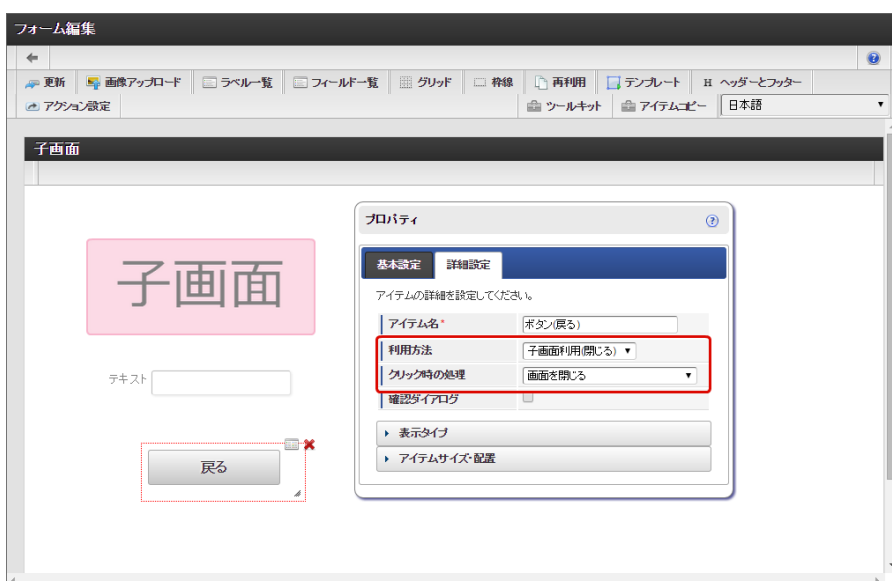 フォーム編集
更新 画像アップロード ラベル一覧 フィールド一覧 グリッド 枠線 再利用 テンプレート H ヘッダーとフッター
アクション設定 ツールキット アイテムコピー 日本語
子画面
プロパティ
基本設定 詳細設定
アイテムの詳細を設定してください。
子画面
アイテム名* ボタン(戻る)
利用方法 子画面利用(閉じる)
テキスト
クリック時の処理 画面を閉じる
確認ダイアログ
表示タイプ
アイテムサイズ・配置
戻る